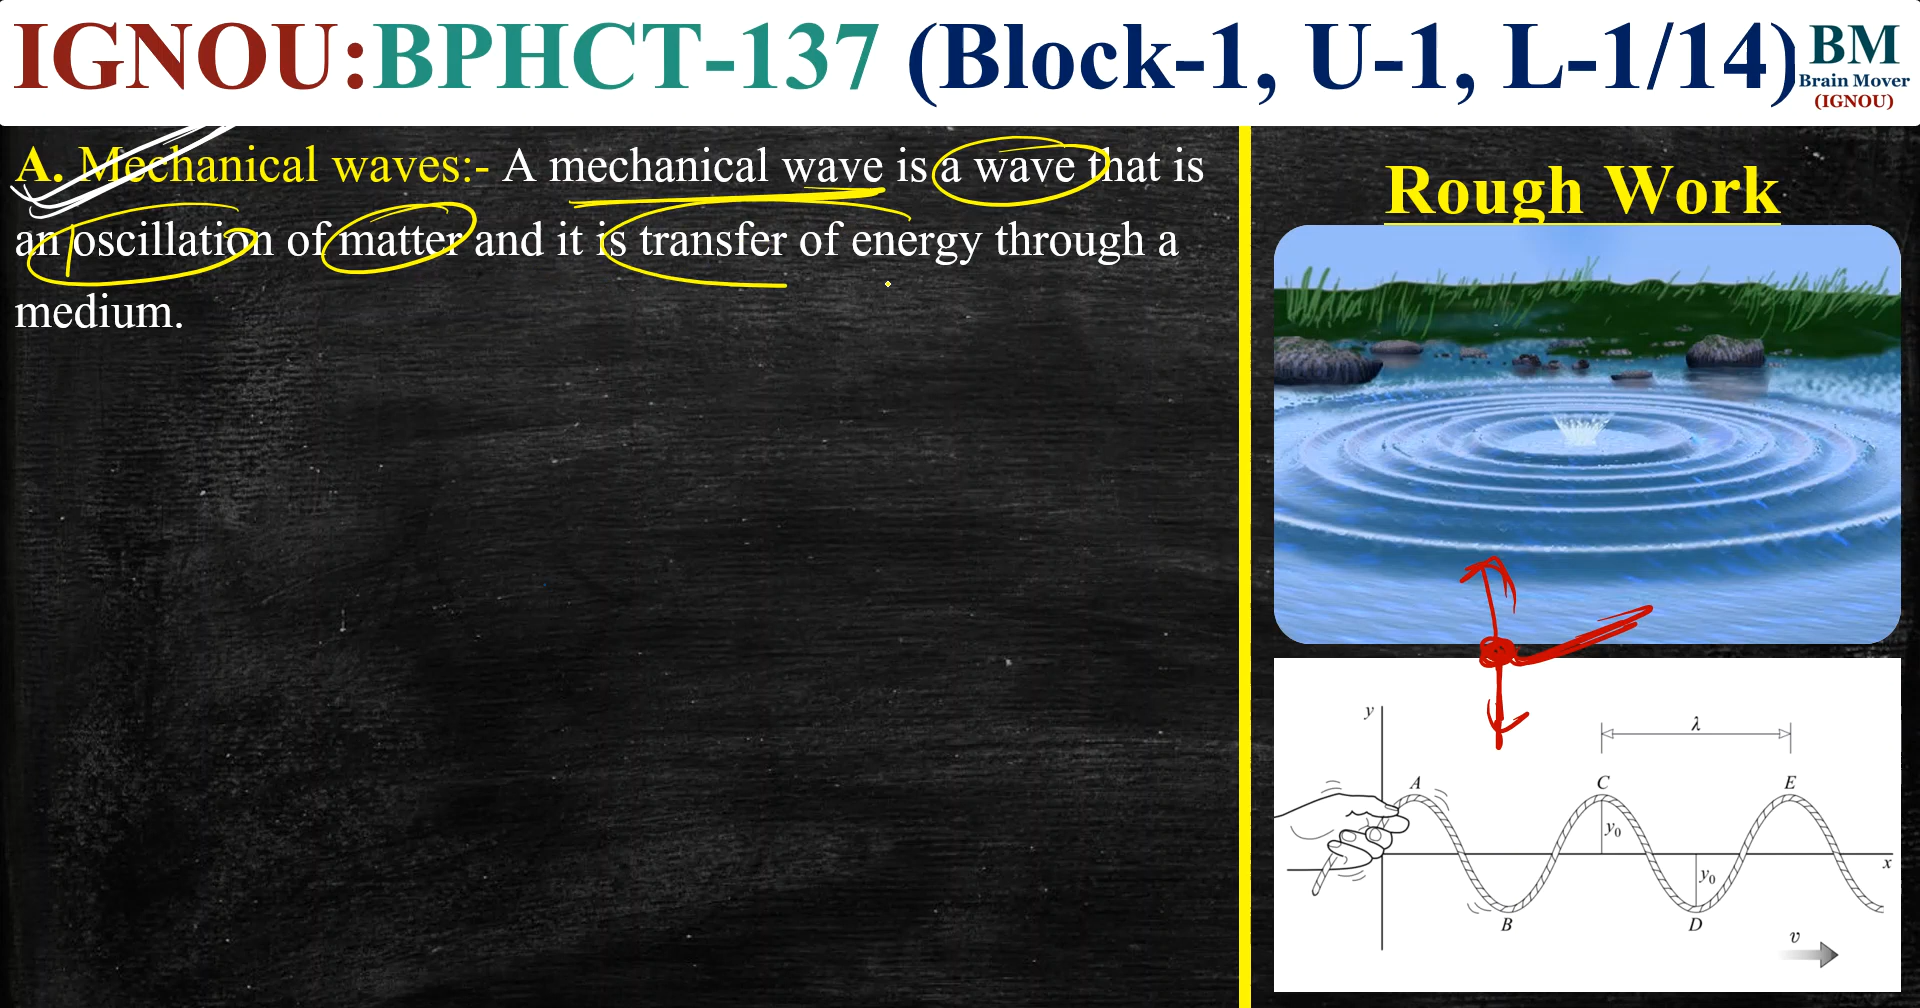 IGNOU:BPHCT-137 (Block-1, U-1, L-1/14)
BM
Brain Mover
(IGNOU)
A. Mechanical waves:- A mechanical wave is a wave that is
an oscillation of matter and it is transfer of energy through a
medium.
Rough Work
y
λ
A
C
E
y0
x
y0
B
D
v